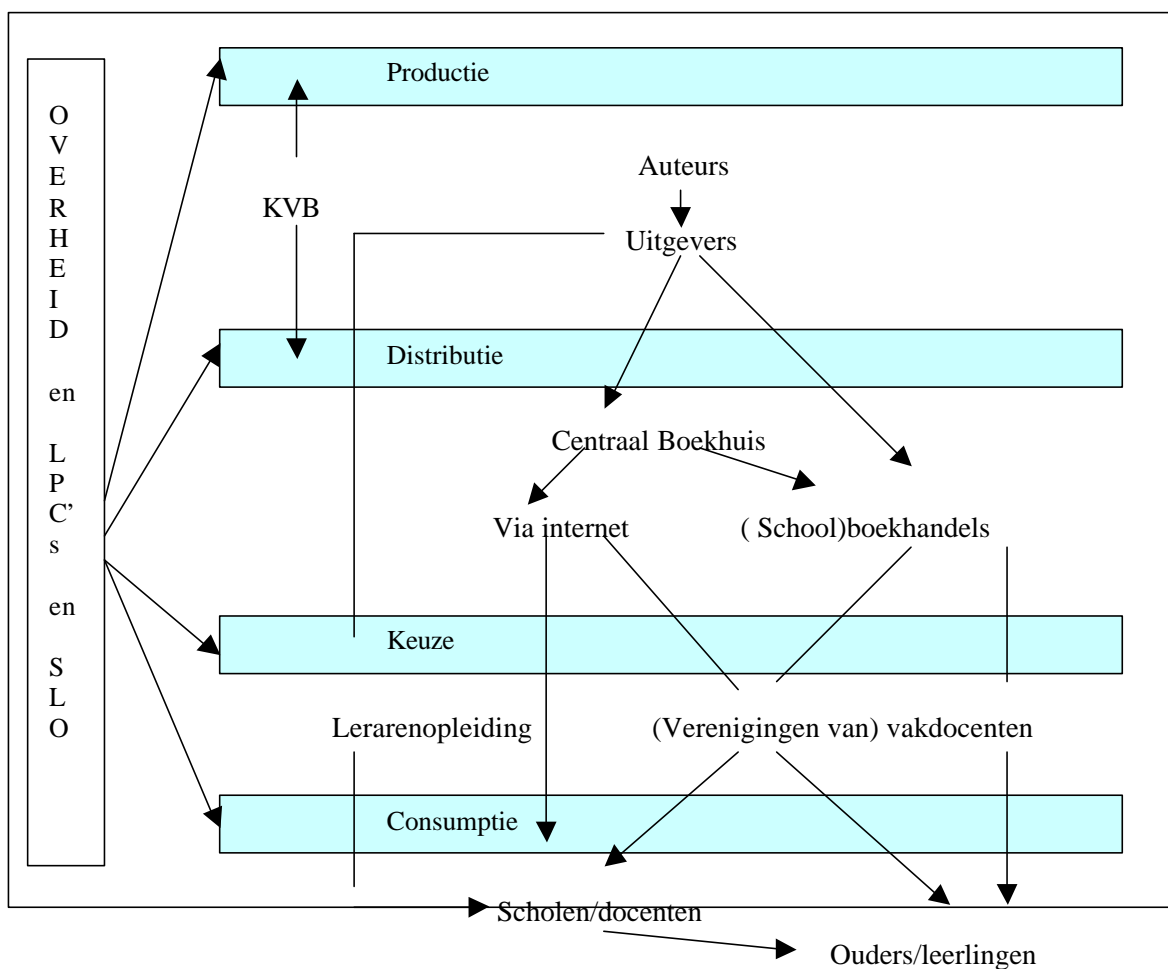 O
V
E
R
H
E
I
D
en
L
P
C’
s
en
S
L
O
Productie
Auteurs
KVB
Uitgevers
Distributie
Centraal Boekhuis
Via internet
( School)boekhandels
Keuze
Lerarenopleiding
(Verenigingen van) vakdocenten
Consumptie
Scholen/docenten
Ouders/leerlingen